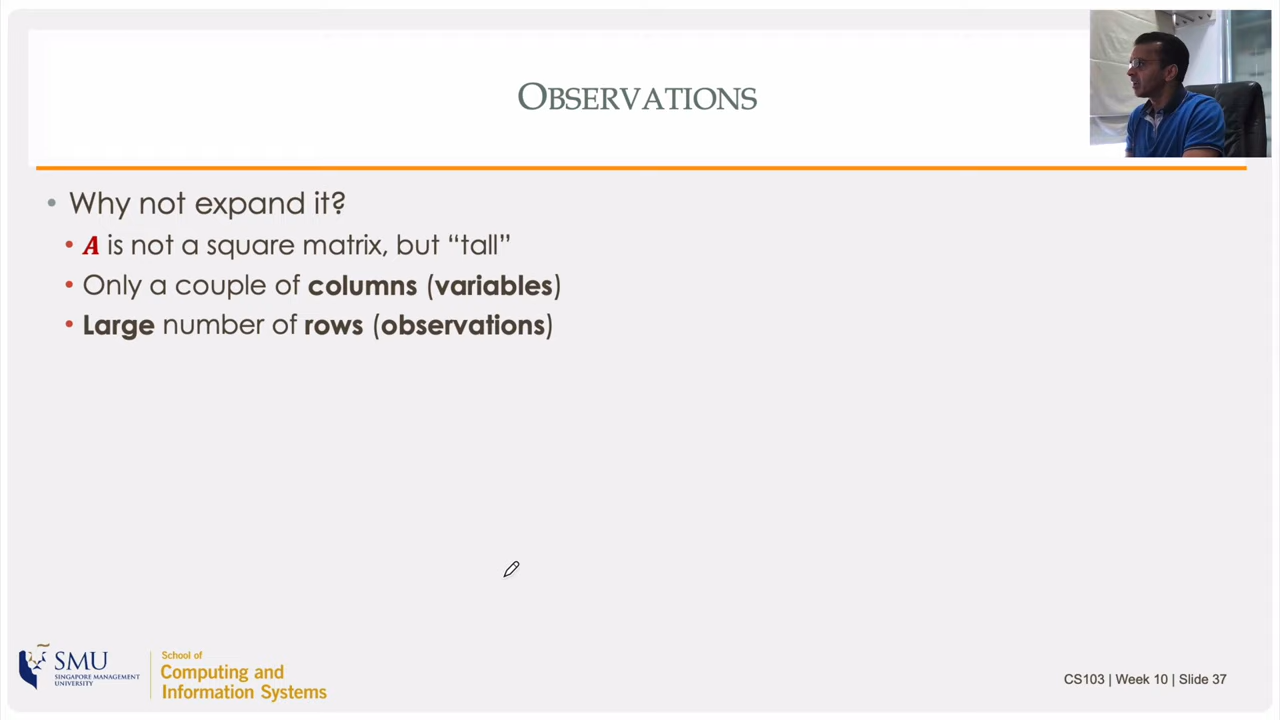 OBSERVATIONS
• Why not expand it?
• A is not a square matrix, but “tall”
• Only a couple of columns (variables)
• Large number of rows (observations)
SMU
SINGAPORE MANAGEMENT
UNIVERSITY
School of
Computing and
Information Systems
CS103 | Week 10 | Slide 37